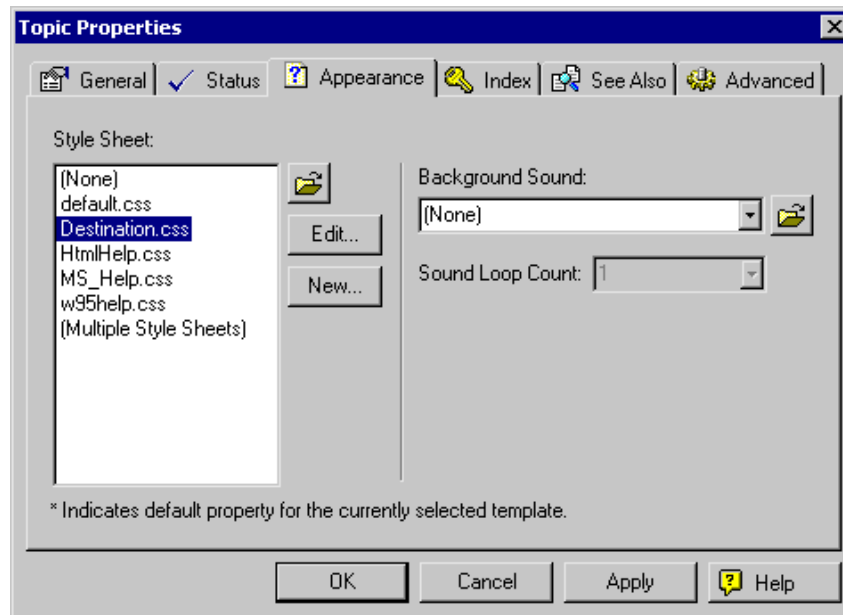 Topic Properties
General Status Appearance Index See Also Advanced
Style Sheet:
(None)
default.css
Destination.css
HtmlHelp.css
MS_Help.css
w95help.css
(Multiple Style Sheets)
Edit...
New...
Background Sound:
(None)
Sound Loop Count: 1
* Indicates default property for the currently selected template.
OK Cancel Apply Help